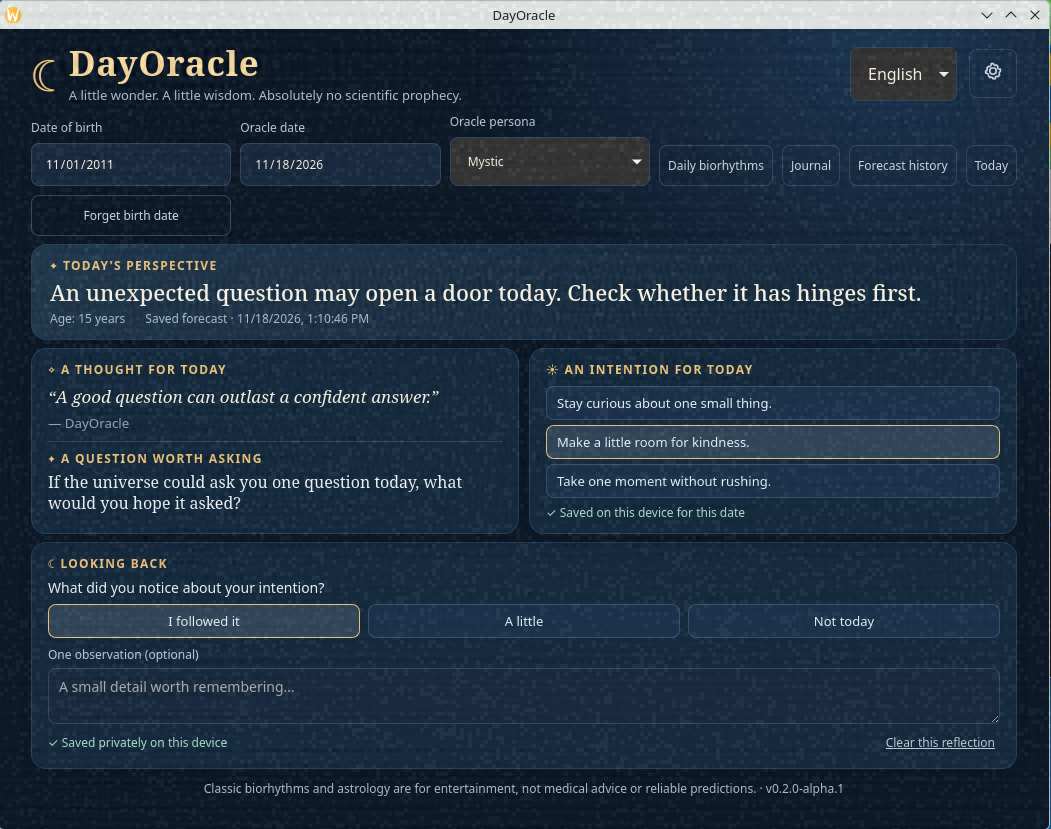 DayOracle
DayOracle
A little wonder. A little wisdom. Absolutely no scientific prophecy.
English
Date of birth
Oracle date
Oracle persona
11/01/2011
11/18/2026
Mystic
Daily biorhythms
Journal
Forecast history
Today
Forget birth date
✦ TODAY'S PERSPECTIVE
An unexpected question may open a door today. Check whether it has hinges first.
Age: 15 years Saved forecast · 11/18/2026, 1:10:46 PM
✧ A THOUGHT FOR TODAY
“A good question can outlast a confident answer.”
— DayOracle
✦ A QUESTION WORTH ASKING
If the universe could ask you one question today, what
would you hope it asked?
☀ AN INTENTION FOR TODAY
Stay curious about one small thing.
Make a little room for kindness.
Take one moment without rushing.
✓ Saved on this device for this date
☾ LOOKING BACK
What did you notice about your intention?
I followed it
A little
Not today
One observation (optional)
A small detail worth remembering...
✓ Saved privately on this device
Clear this reflection
Classic biorhythms and astrology are for entertainment, not medical advice or reliable predictions. · v0.2.0-alpha.1